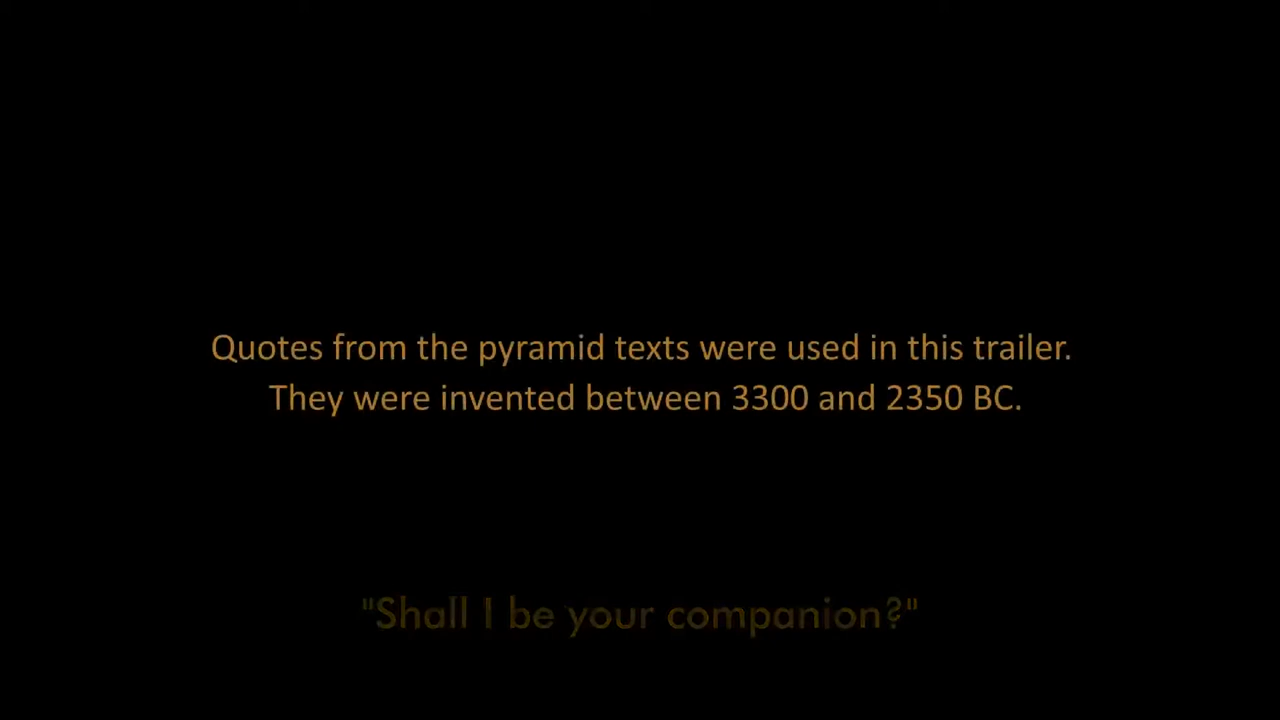 Quotes from the pyramid texts were used in this trailer.
They were invented between 3300 and 2350 BC.
"Shall I be your companion?"